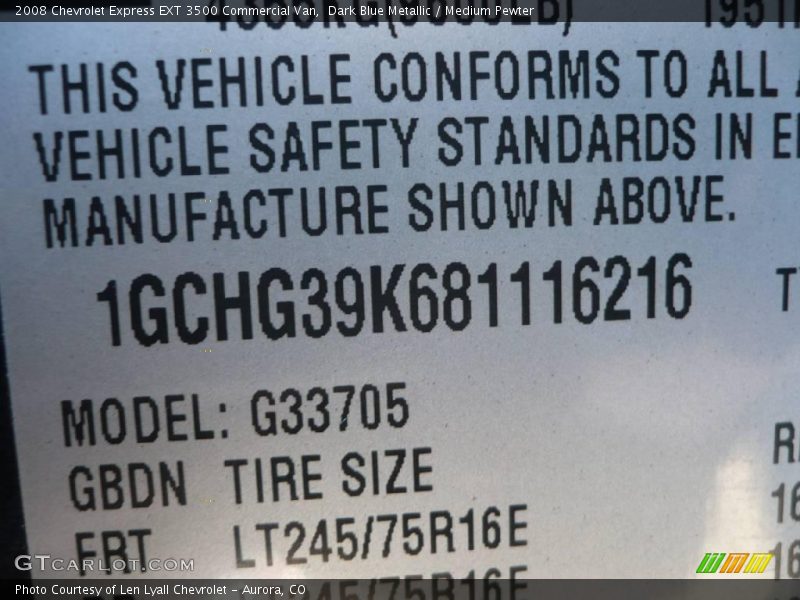 2008 Chevrolet Express EXT 3500 Commercial Van, Dark Blue Metallic / Medium Pewter
THIS VEHICLE CONFORMS TO ALL
VEHICLE SAFETY STANDARDS IN
MANUFACTURE SHOWN ABOVE.
1GCHG39K681116216
MODEL: G33705
GBDN TIRE SIZE
FRT LT245/75R16E
GTcarlot.com
Photo Courtesy of Len Lyall Chevrolet – Aurora, CO